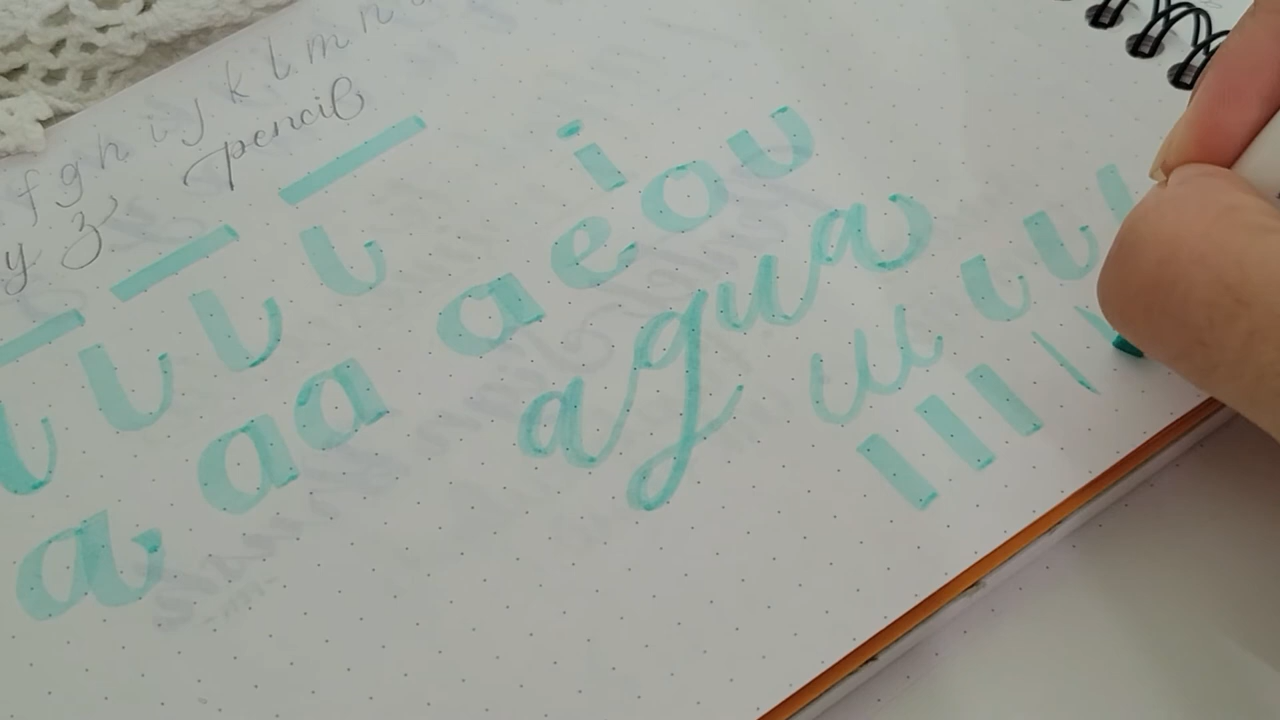 f g h i j k l m n
y z pencil
a a a
a e i o u
agua